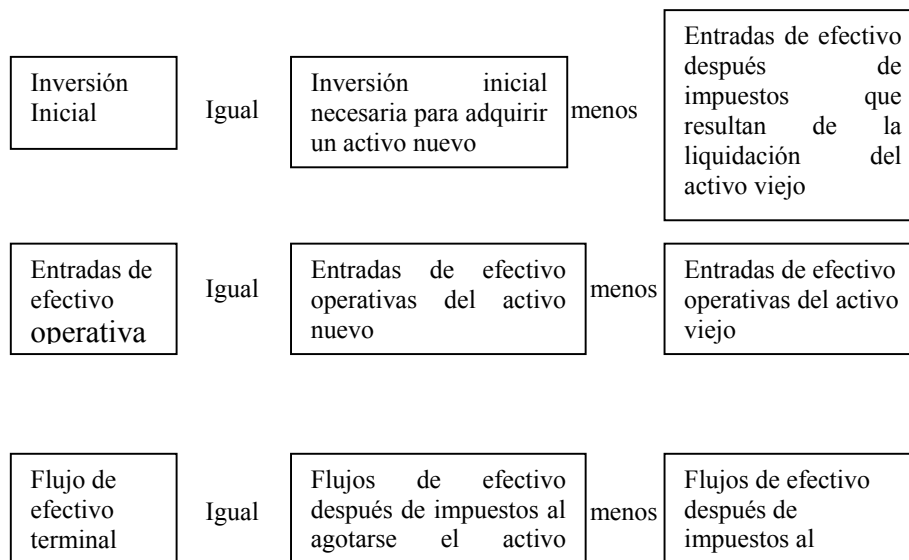 Inversión
Inicial
Igual
Inversión inicial
necesaria para adquirir
un activo nuevo
menos
Entradas de efectivo
después de
impuestos que
resultan de la
liquidación del
activo viejo
Entradas de
efectivo
operativa
Igual
Entradas de efectivo
operativas del activo
nuevo
menos
Entradas de efectivo
operativas del activo
viejo
Flujo de
efectivo
terminal
Igual
Flujos de efectivo
después de impuestos al
agotarse el activo
menos
Flujos de efectivo
después de
impuestos al